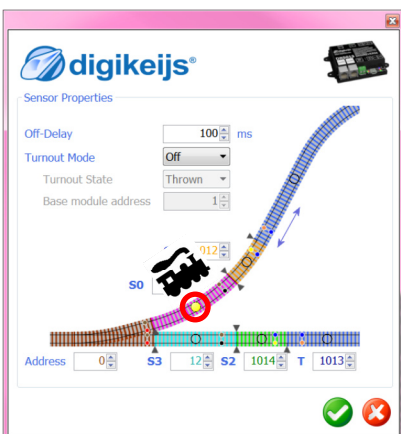 digikeijs®
Sensor Properties
Off-Delay 100 ms
Turnout Mode Off
Turnout State Thrown
Base module address 1
912
S0
Address 0 S3 12 S2 1014 T 1013